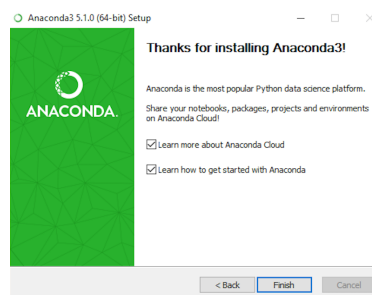 Anaconda3 5.1.0 (64-bit) Setup
Thanks for installing Anaconda3!
Anaconda is the most popular Python data science platform.
Share your notebooks, packages, projects and environments
on Anaconda Cloud!
ANACONDA.
Learn more about Anaconda Cloud
Learn how to get started with Anaconda
< Back
Finish
Cancel